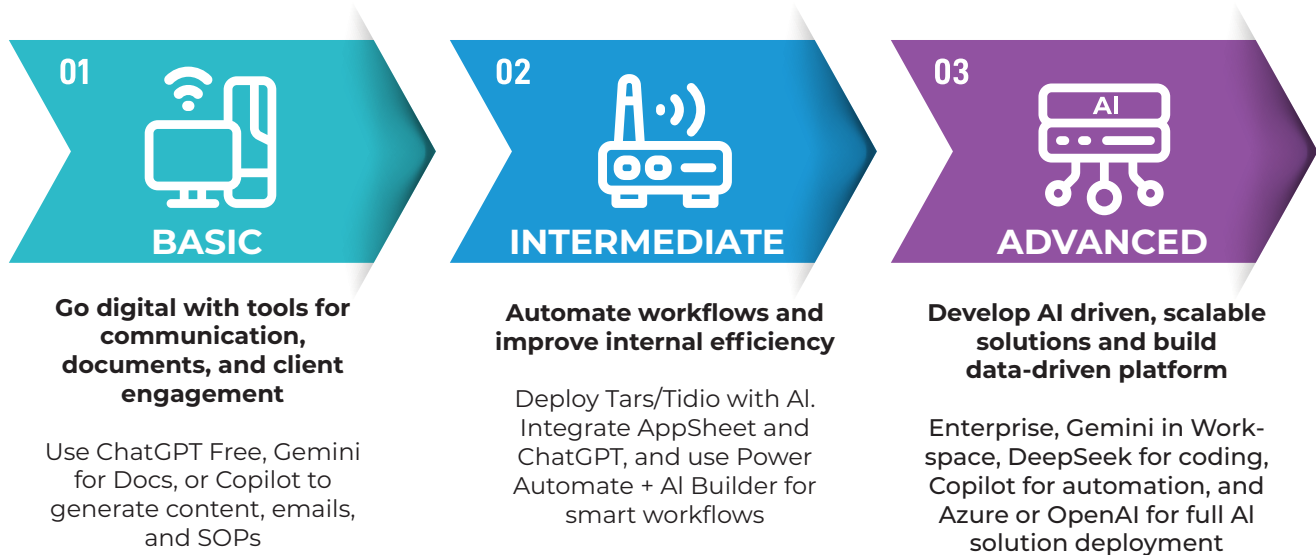 01
BASIC
Go digital with tools for
communication,
documents, and client
engagement
Use ChatGPT Free, Gemini
for Docs, or Copilot to
generate content, emails,
and SOPs
02
INTERMEDIATE
Automate workflows and
improve internal efficiency
Deploy Tars/Tidio with AI.
Integrate AppSheet and
ChatGPT, and use Power
Automate + AI Builder for
smart workflows
03
AI
ADVANCED
Develop AI driven, scalable
solutions and build
data-driven platform
Enterprise, Gemini in Work-
space, DeepSeek for coding,
Copilot for automation, and
Azure or OpenAI for full AI
solution deployment